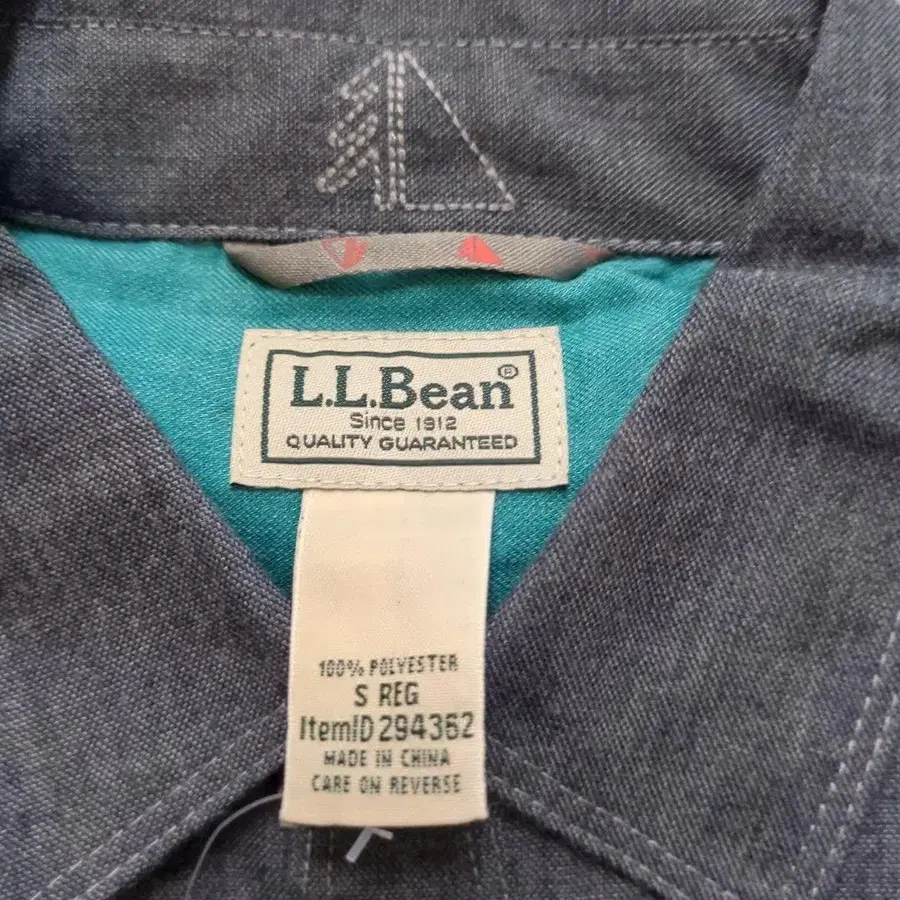 L.L.Bean®
Since 1912
QUALITY GUARANTEED
100% POLYESTER
S REG
ItemID 294362
MADE IN CHINA
CARE ON REVERSE